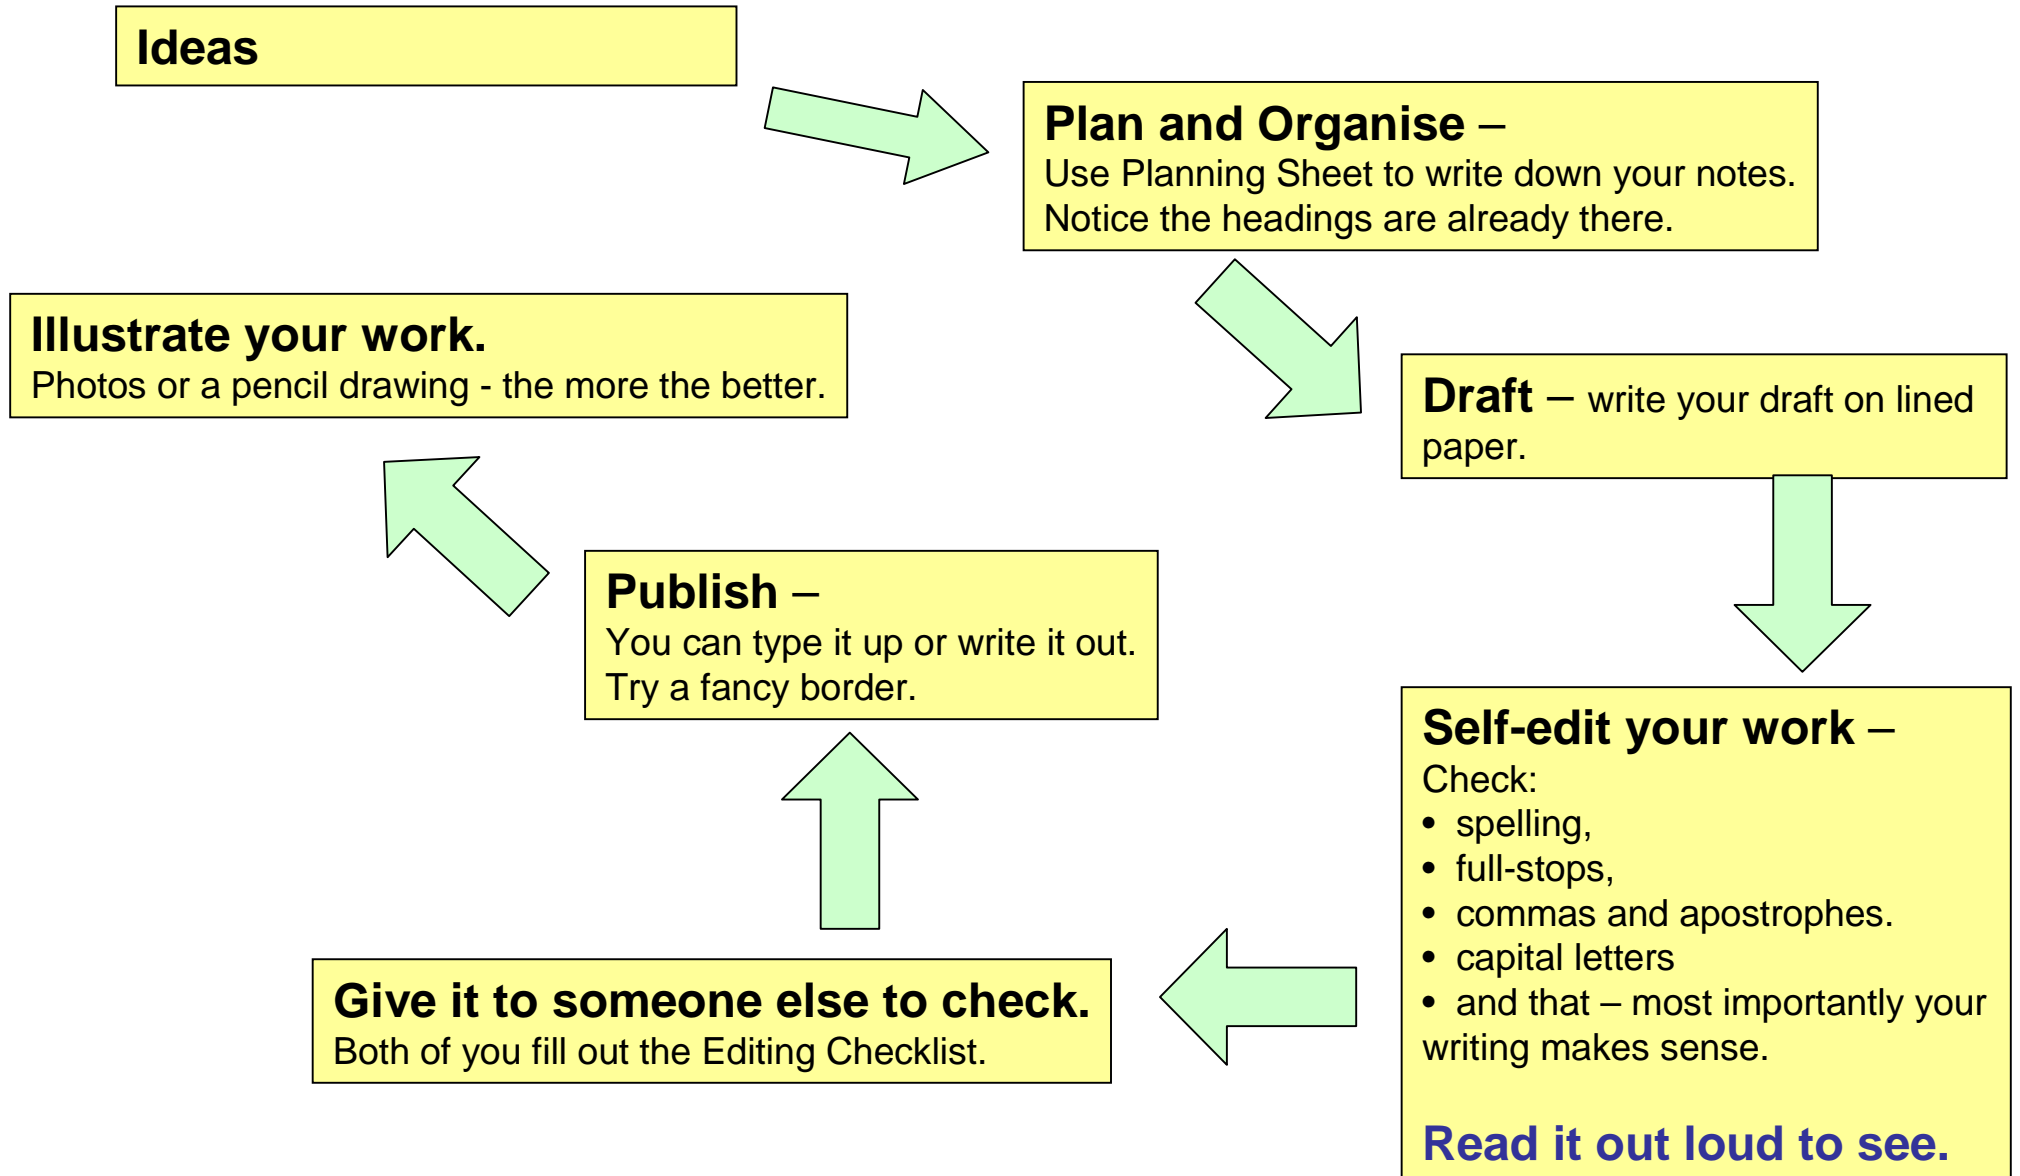 Ideas
Plan and Organise –
Use Planning Sheet to write down your notes.
Notice the headings are already there.
Draft – write your draft on lined
paper.
Self-edit your work –
Check:
• spelling,
• full-stops,
• commas and apostrophes.
• capital letters
• and that – most importantly your
writing makes sense.
Read it out loud to see.
Give it to someone else to check.
Both of you fill out the Editing Checklist.
Publish –
You can type it up or write it out.
Try a fancy border.
Illustrate your work.
Photos or a pencil drawing - the more the better.